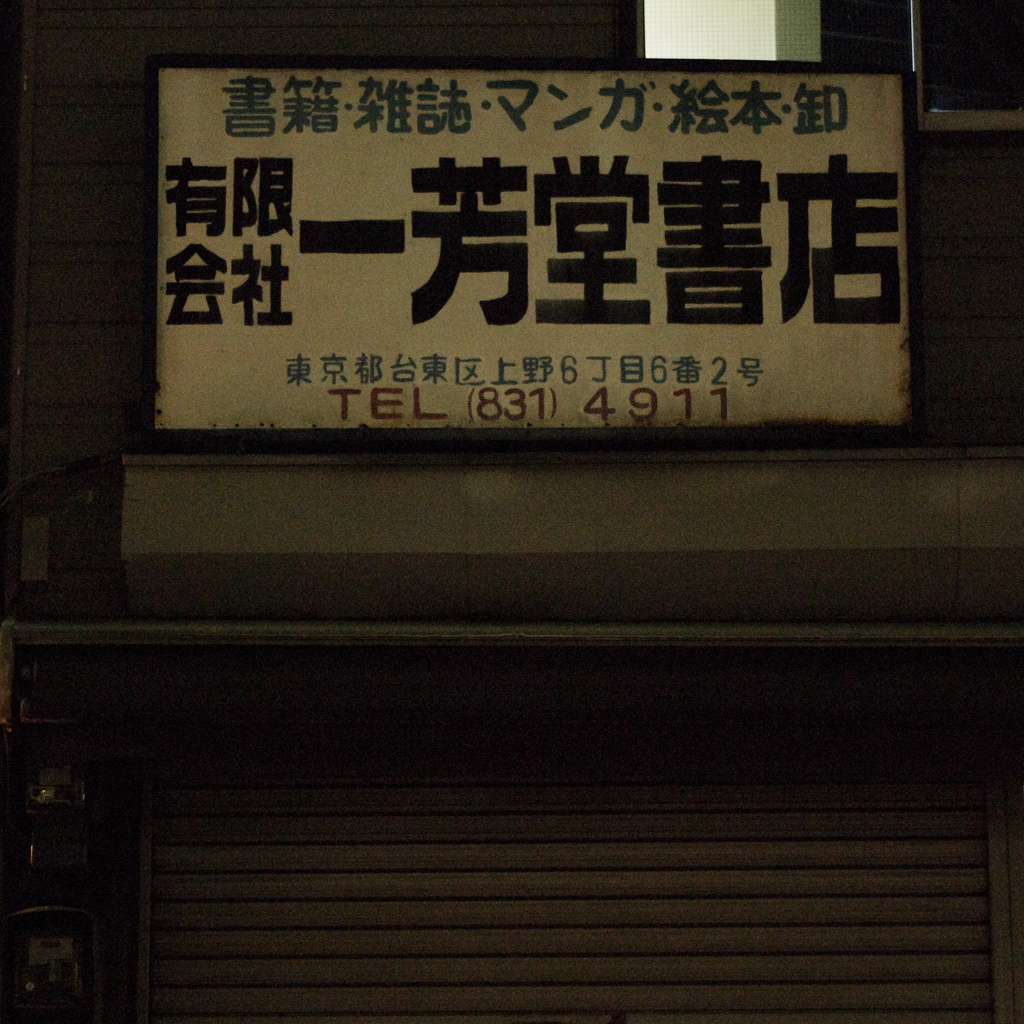 書籍・雑誌・マンガ・絵本・卸
有限会社 一芳堂書店
東京都台東区上野6丁目6番2号
TEL (831) 4911